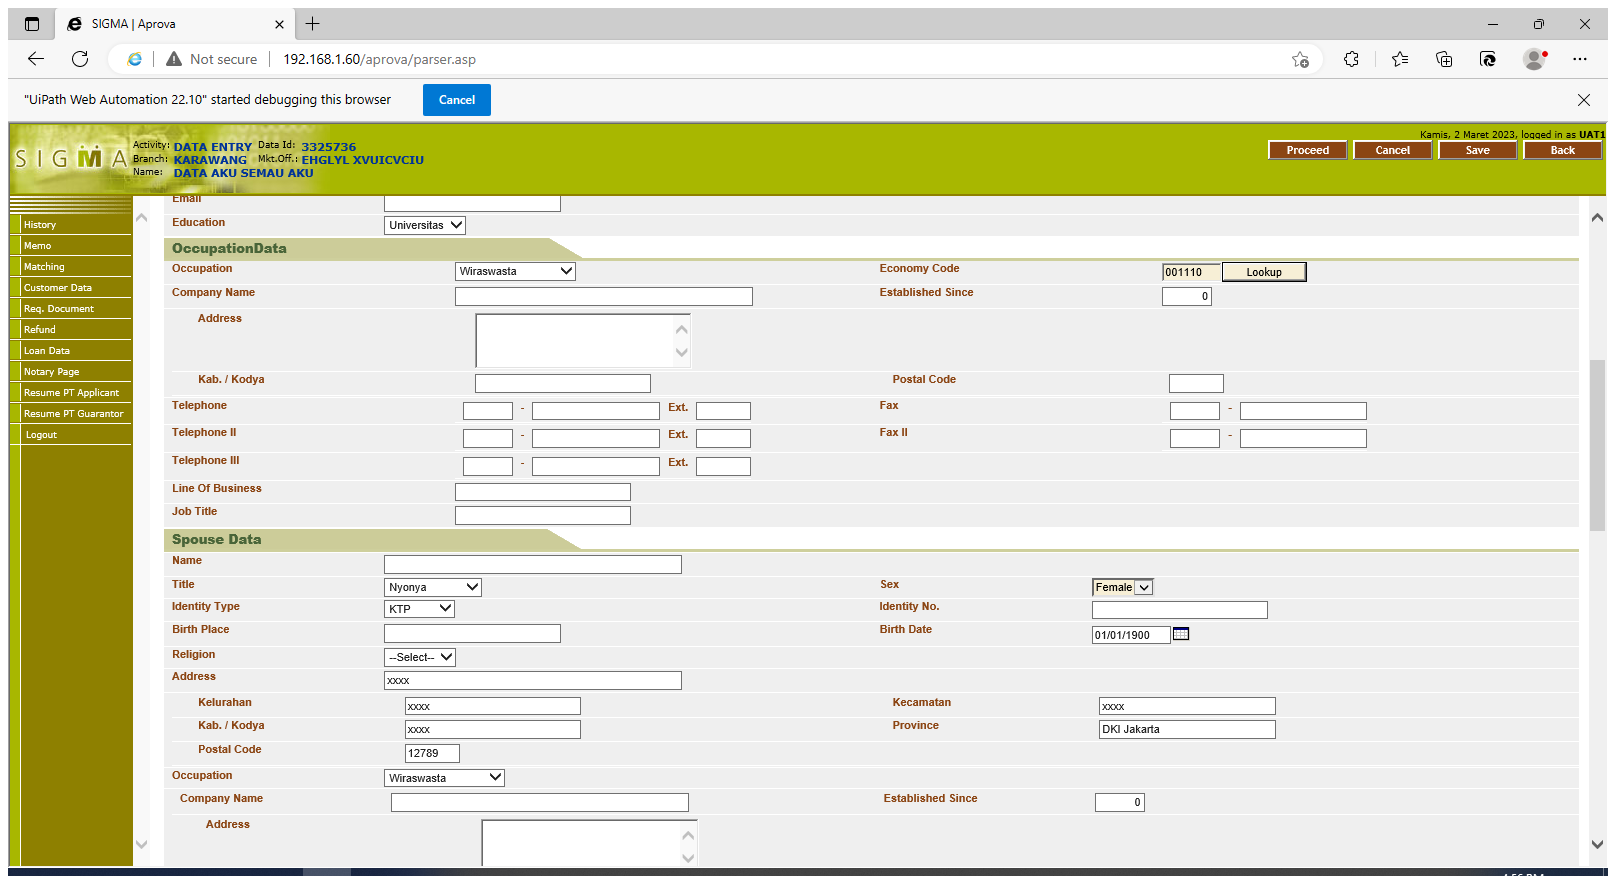 SIGMA | Aprova
Not secure
192.168.1.60/aprova/parser.asp
"UiPath Web Automation 22.10" started debugging this browser
Cancel
Kamis, 2 Maret 2023, logged in as UAT1
SIGMA
Activity: DATA ENTRY Data Id: 3325736
Branch: KARAWANG Mkt.Off.: EHGLYL XVUICVCIU
Name: DATA AKU SEMAU AKU
Proceed Cancel Save Back
History
Memo
Matching
Customer Data
Req. Document
Refund
Loan Data
Notary Page
Resume PT Applicant
Resume PT Guarantor
Logout
Email
Education Universitas
OccupationData
Occupation Wiraswasta Economy Code 001110 Lookup
Company Name Established Since 0
Address
Kab. / Kodya Postal Code
Telephone - Ext. Fax -
Telephone II - Ext. Fax II -
Telephone III - Ext.
Line Of Business
Job Title
Spouse Data
Name
Title Nyonya Sex Female
Identity Type KTP Identity No.
Birth Place Birth Date 01/01/1900
Religion --Select--
Address xxxx
Kelurahan xxxx Kecamatan xxxx
Kab. / Kodya xxxx Province DKI Jakarta
Postal Code 12789
Occupation Wiraswasta
Company Name Established Since 0
Address